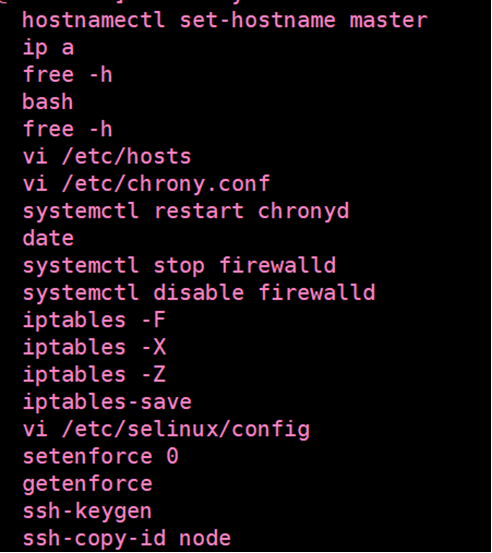 hostnamectl set-hostname master
ip a
free -h
bash
free -h
vi /etc/hosts
vi /etc/chrony.conf
systemctl restart chronyd
date
systemctl stop firewalld
systemctl disable firewalld
iptables -F
iptables -X
iptables -Z
iptables-save
vi /etc/selinux/config
setenforce 0
getenforce
ssh-keygen
ssh-copy-id node